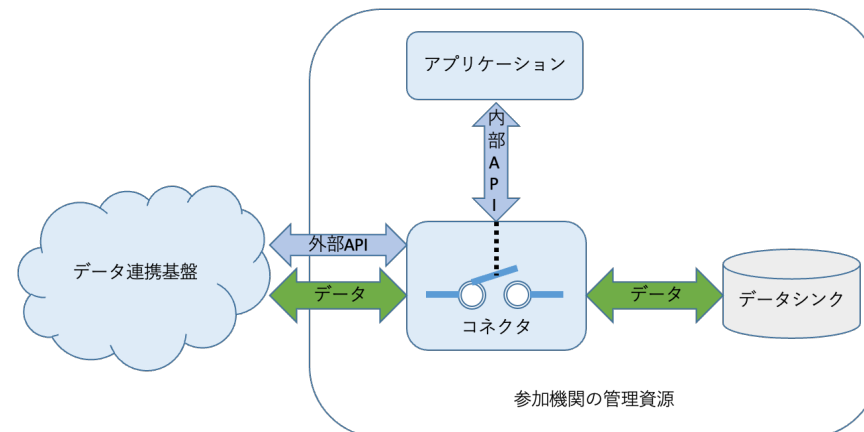 アプリケーション
内部API
外部API
データ連携基盤
データ
データ
データシンク
コネクタ
参加機関の管理資源